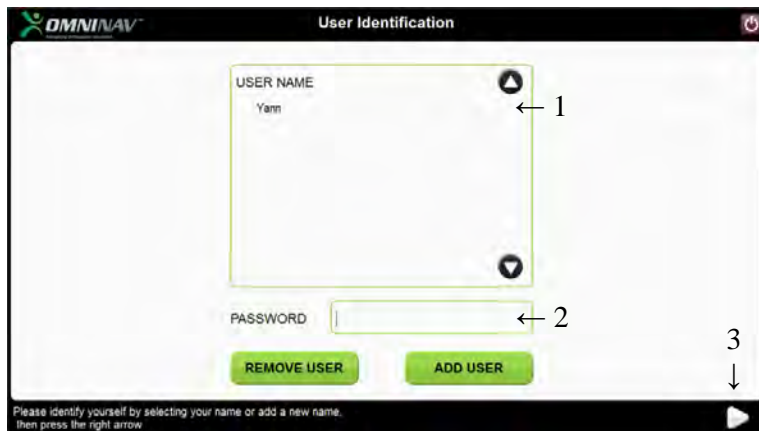 OMNINAV™
User Identification
USER NAME
Yann
← 1
PASSWORD
← 2
REMOVE USER
ADD USER
3
↓
Please identify yourself by selecting your name or add a new name,
then press the right arrow